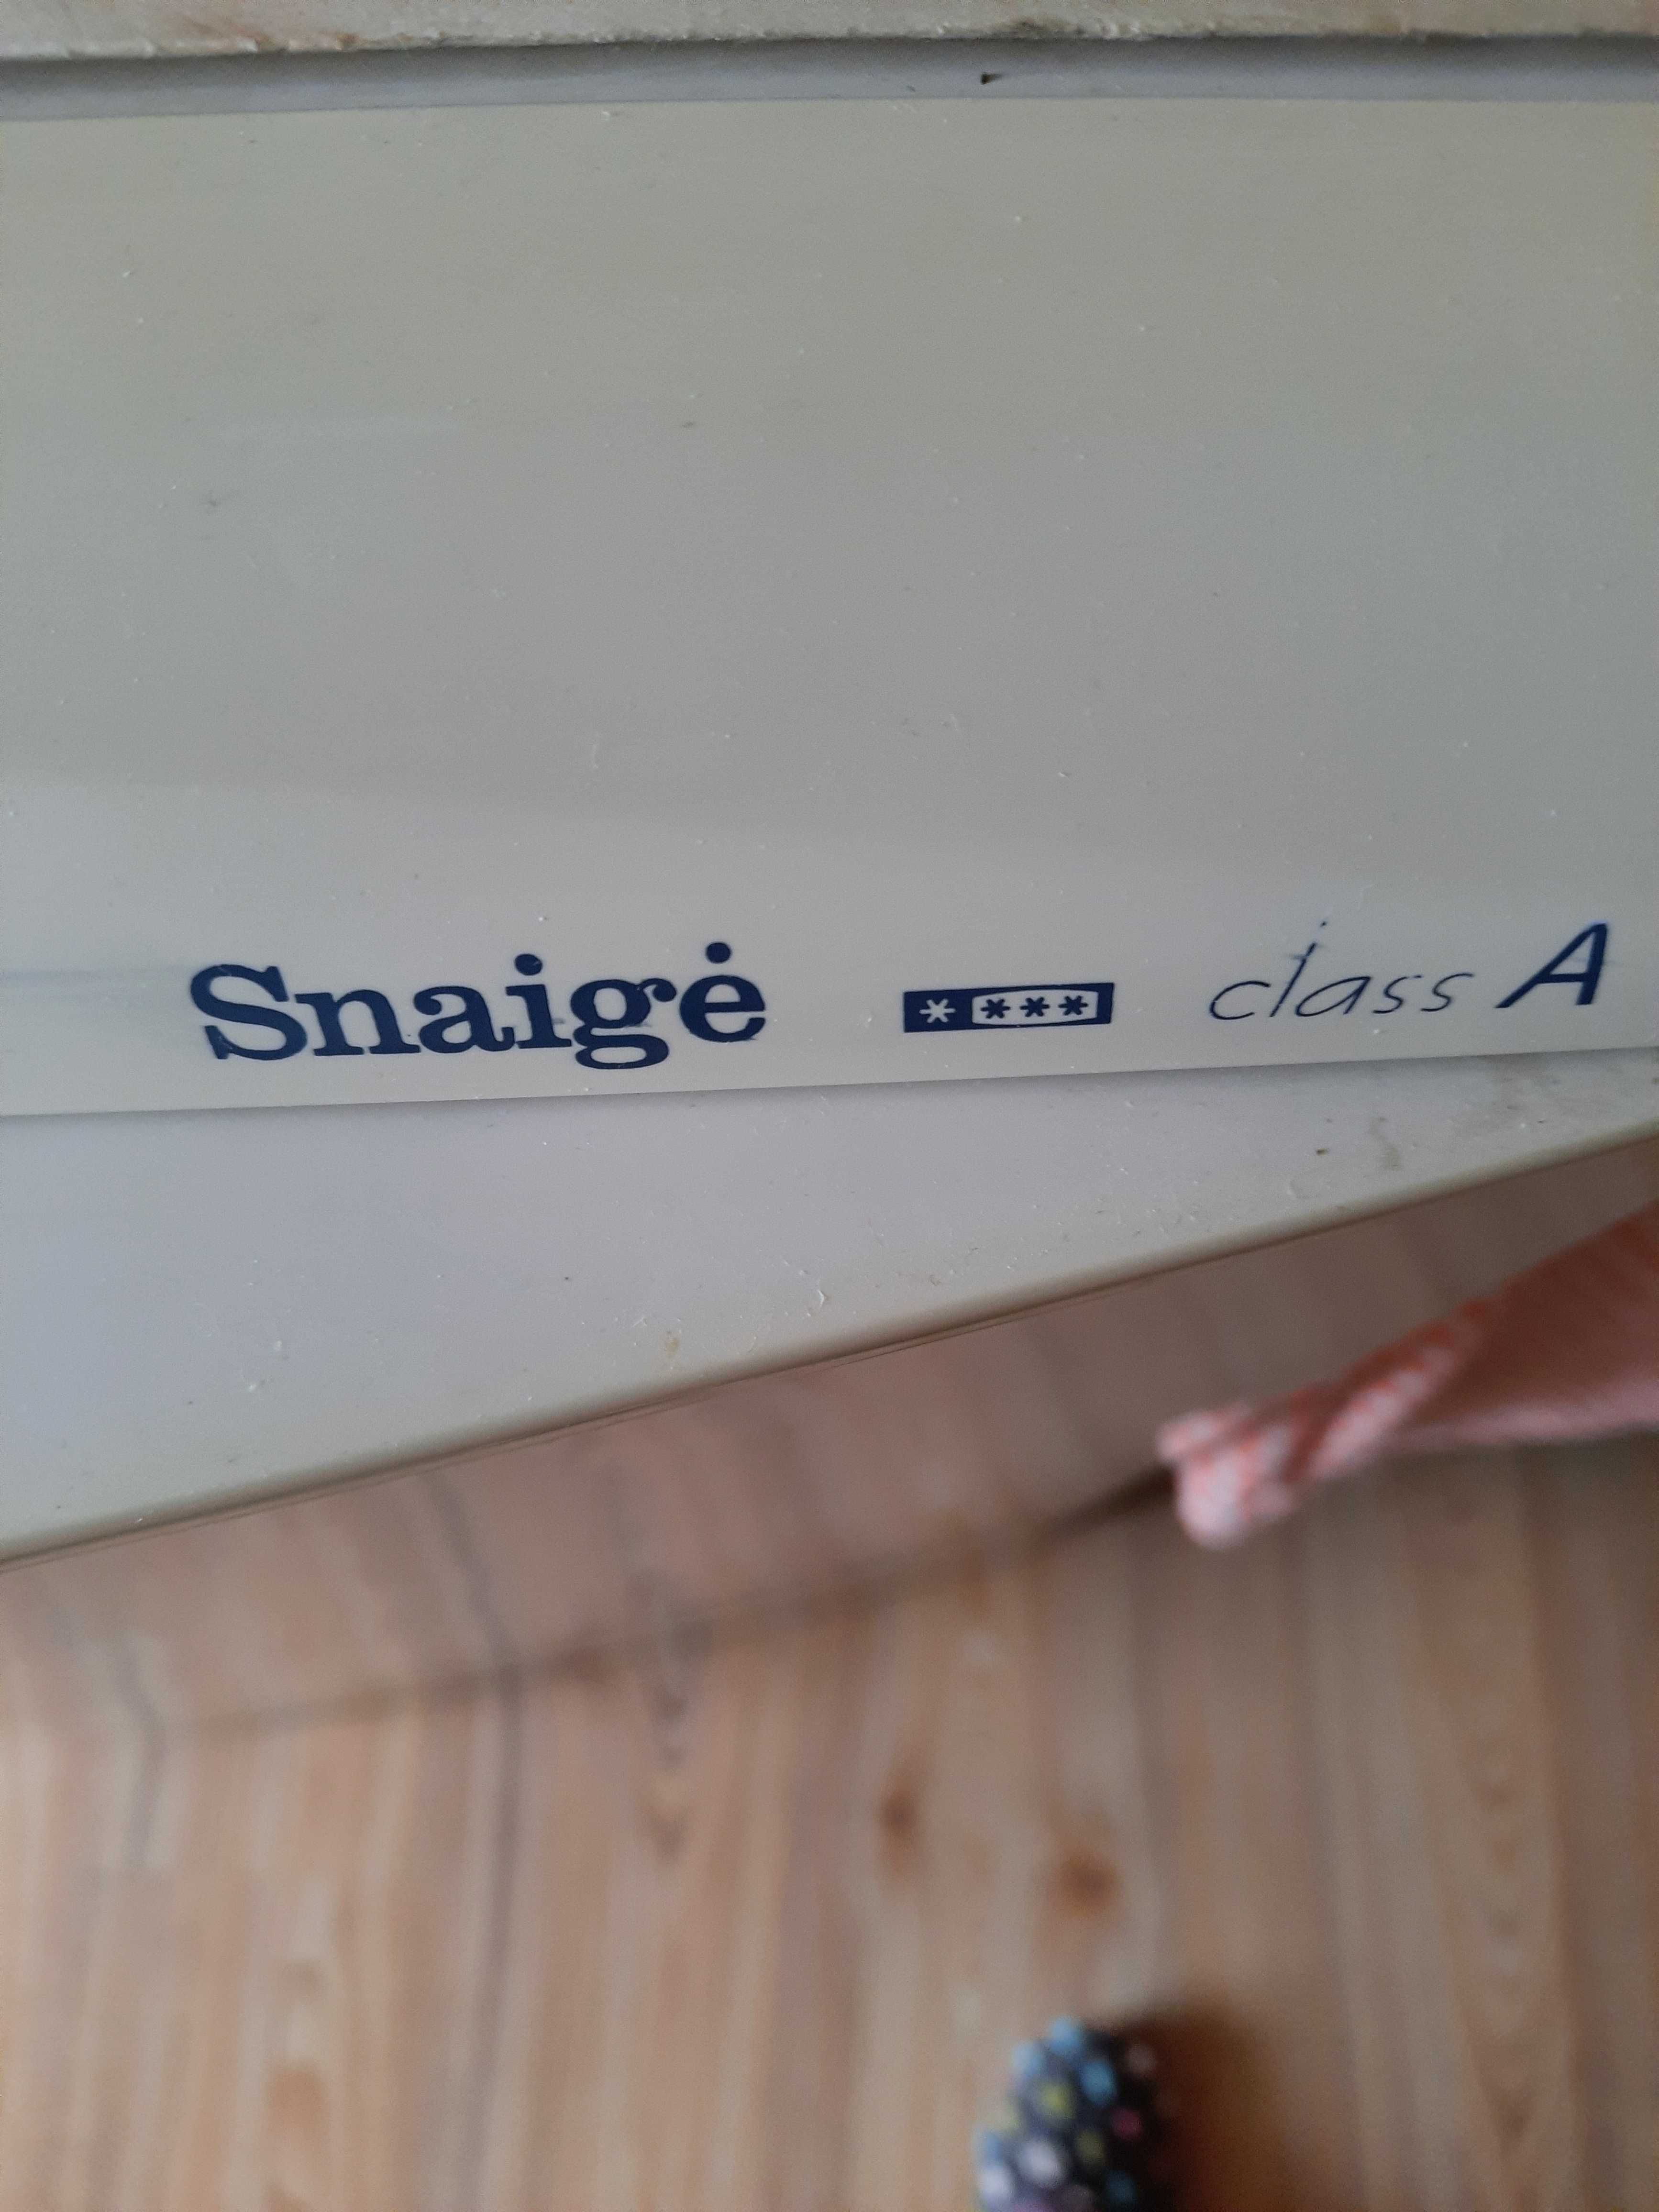 Snaigė * *** class A